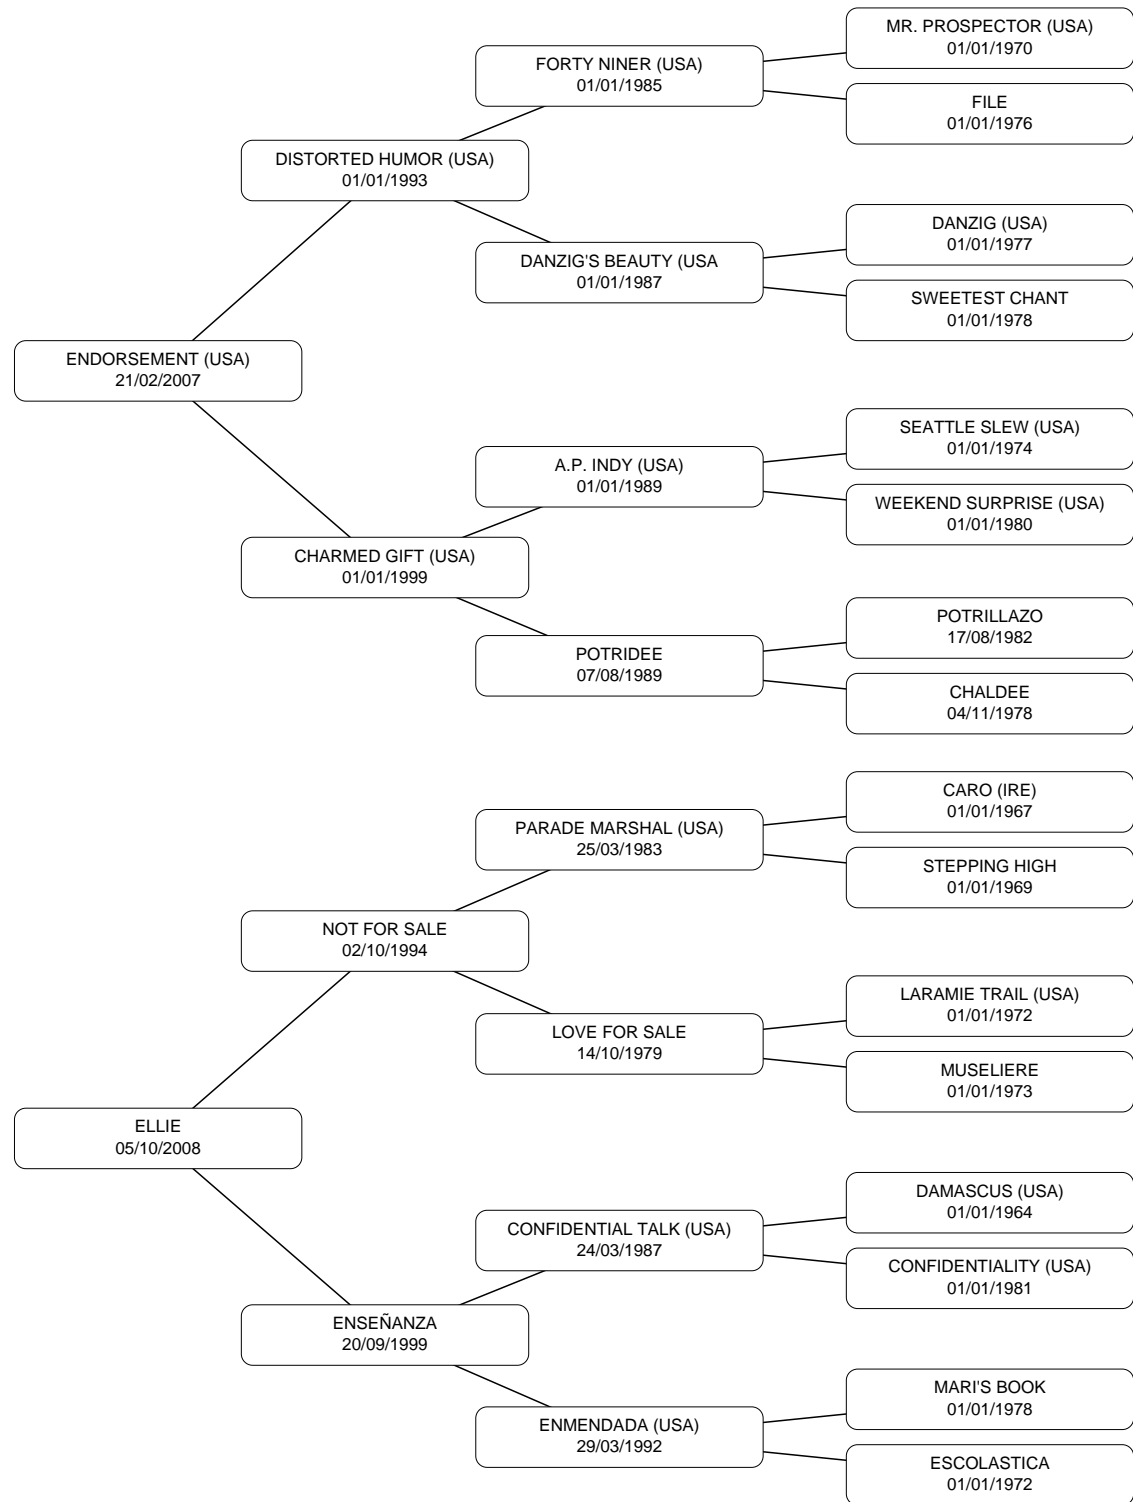 MR. PROSPECTOR (USA)
01/01/1970
FORTY NINER (USA)
01/01/1985
FILE
01/01/1976
DISTORTED HUMOR (USA)
01/01/1993
DANZIG (USA)
01/01/1977
DANZIG'S BEAUTY (USA
01/01/1987
SWEETEST CHANT
01/01/1978
ENDORSEMENT (USA)
21/02/2007
SEATTLE SLEW (USA)
01/01/1974
A.P. INDY (USA)
01/01/1989
WEEKEND SURPRISE (USA)
01/01/1980
CHARMED GIFT (USA)
01/01/1999
POTRILLAZO
17/08/1982
POTRIDEE
07/08/1989
CHALDEE
04/11/1978
CARO (IRE)
01/01/1967
PARADE MARSHAL (USA)
25/03/1983
STEPPING HIGH
01/01/1969
NOT FOR SALE
02/10/1994
LARAMIE TRAIL (USA)
01/01/1972
LOVE FOR SALE
14/10/1979
MUSELIERE
01/01/1973
ELLIE
05/10/2008
DAMASCUS (USA)
01/01/1964
CONFIDENTIAL TALK (USA)
24/03/1987
CONFIDENTIALITY (USA)
01/01/1981
ENSEÑANZA
20/09/1999
MARI'S BOOK
01/01/1978
ENMENDADA (USA)
29/03/1992
ESCOLASTICA
01/01/1972